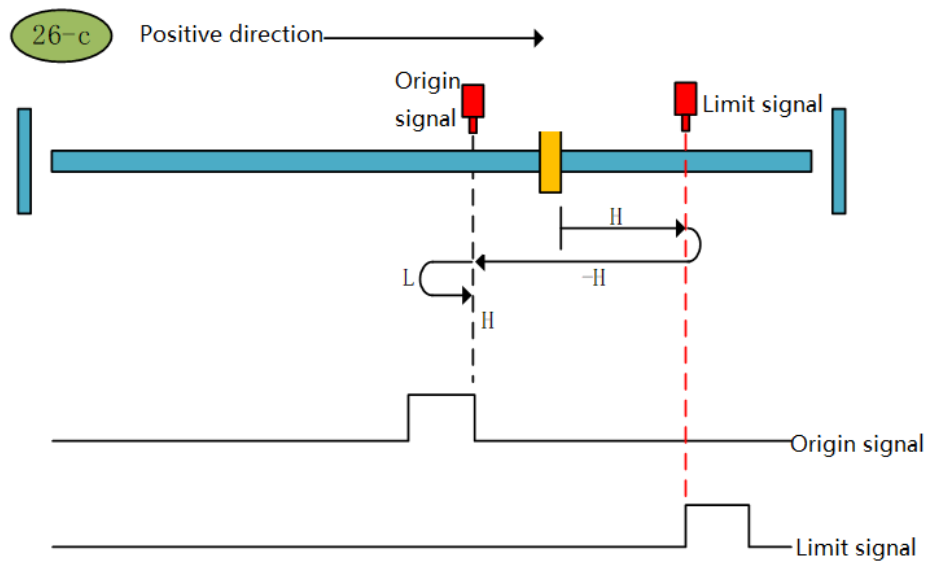 26-c
Positive direction
Origin
signal
Limit signal
H
-H
L
H
Origin signal
Limit signal